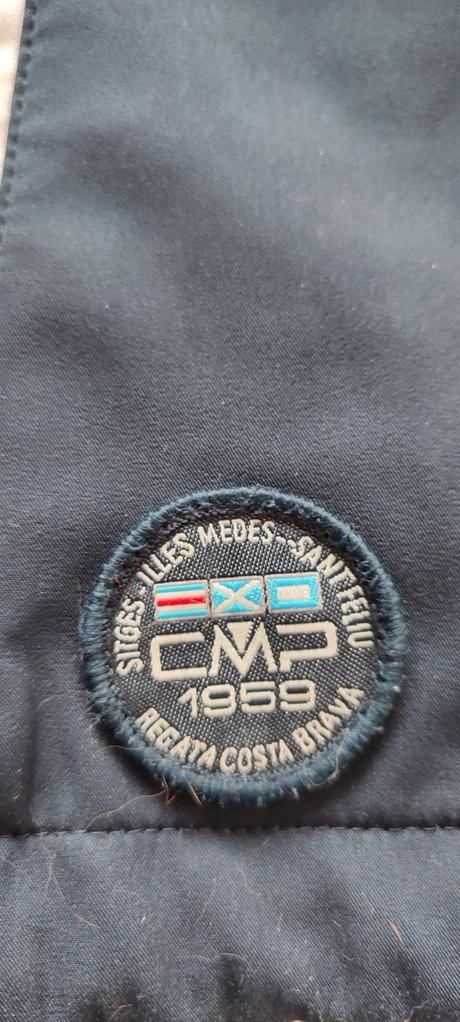 SITGES-ILLES MEDES--SANT FELIU
CMP
1959
REGATA COSTA BRAVA